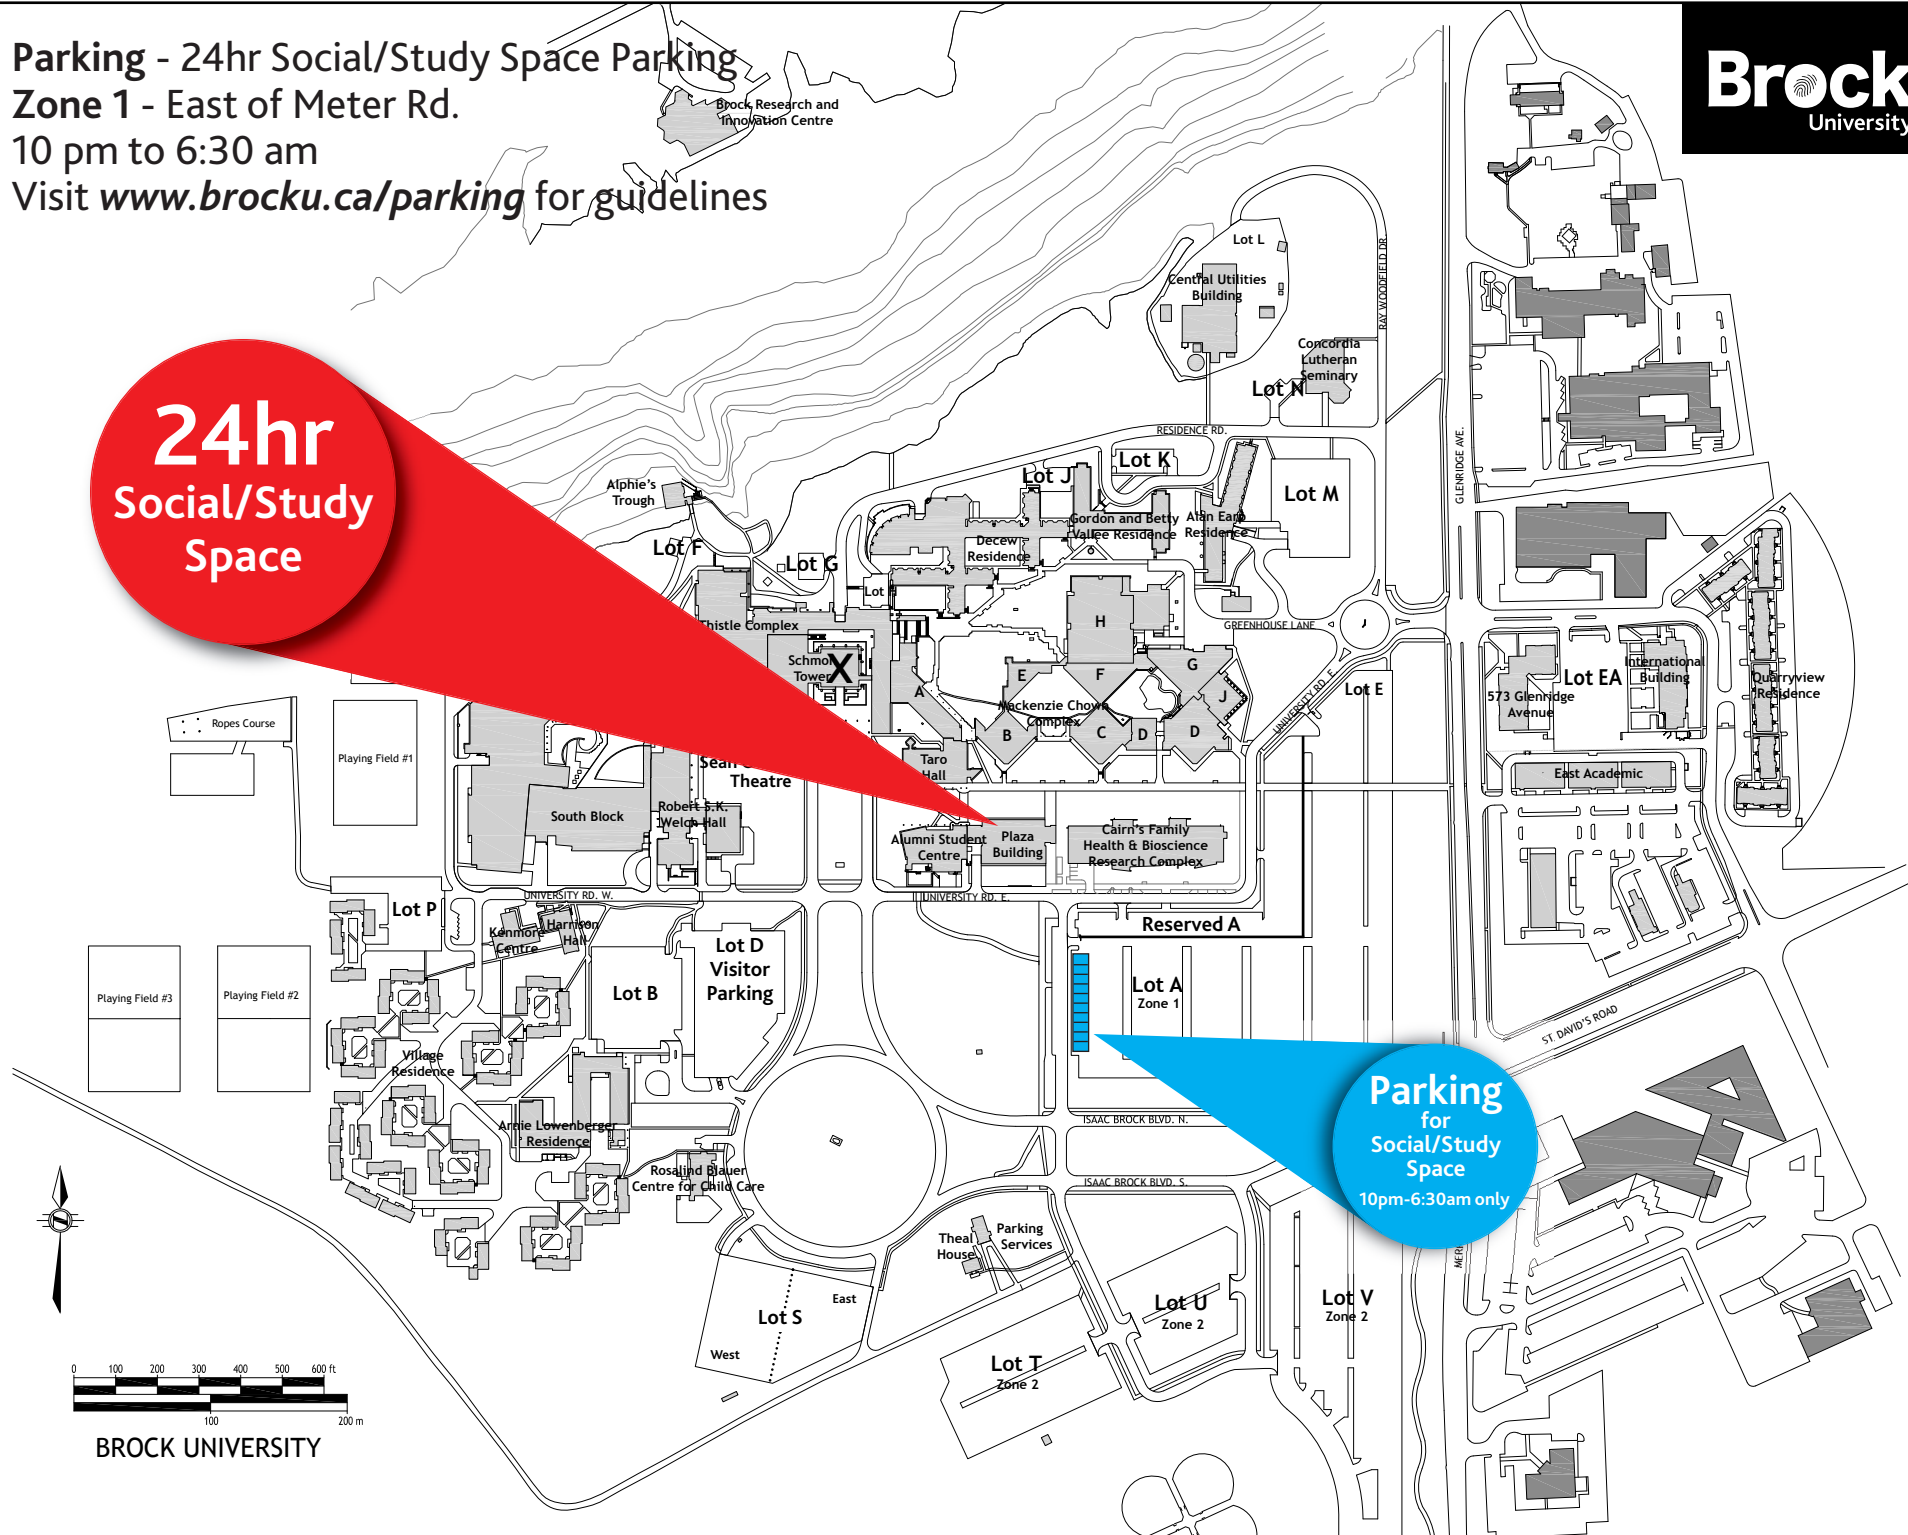 Parking - 24hr Social/Study Space Parking
Zone 1 - East of Meter Rd.
10 pm to 6:30 am
Visit www.brocku.ca/parking for guidelines
Brock
University
Brock Research and
Innovation Centre
Lot L
Central Utilities
Building
RAY WOODFIELD DR.
Concordia
Lutheran
Seminary
Lot N
24hr
Social/Study
Space
RESIDENCE RD.
GLENRIDGE AVE.
Lot K
Lot J
Lot M
Alphie's
Trough
Gordon and Betty
Vallee Residence
Alan Earp
Residence
Decew
Residence
Lot F
Lot G
Lot
Thistle Complex
H
GREENHOUSE LANE
Schmon
Tower
X
A
E
F
G
J
UNIVERSITY RD. E.
Lot E
Lot EA
International
Building
573 Glenridge
Avenue
Quarryview
Residence
Mackenzie Chown
Complex
B
C
D
D
Ropes Course
Playing Field #1
Sean
Theatre
Taro
Hall
East Academic
South Block
Robert S.K.
Welch Hall
Alumni Student
Centre
Plaza
Building
Cairn's Family
Health & Bioscience
Research Complex
UNIVERSITY RD. W.
UNIVERSITY RD. E.
Lot P
Kenmore
Centre
Harrison
Hall
Reserved A
Lot D
Visitor
Parking
Lot B
Lot A
Zone 1
Playing Field #3
Playing Field #2
ST. DAVID'S ROAD
Village
Residence
Parking
for
Social/Study
Space
10pm-6:30am only
Arnie Lowenberger
Residence
ISAAC BROCK BLVD. N.
Rosalind Blauer
Centre for Child Care
ISAAC BROCK BLVD. S.
Theal
House
Parking
Services
MERR
East
Lot S
West
Lot U
Zone 2
Lot V
Zone 2
Lot T
Zone 2
0 100 200 300 400 500 600 ft
100 200 m
BROCK UNIVERSITY